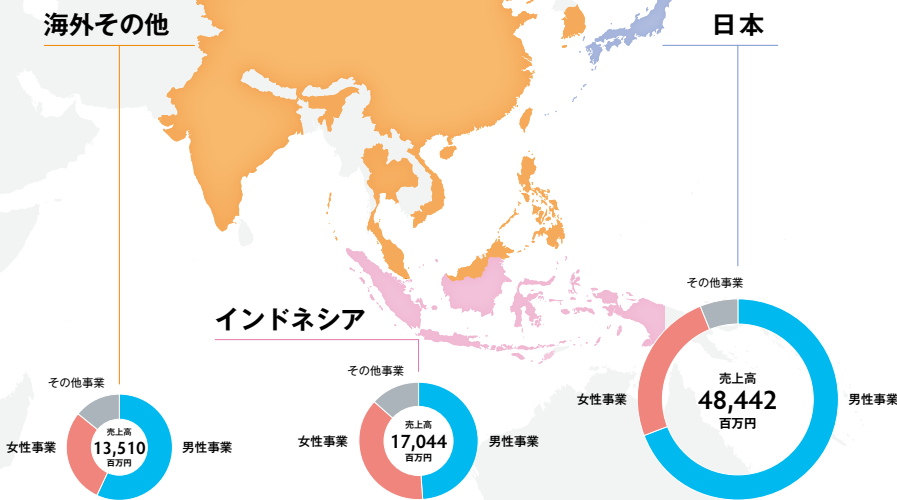 海外その他
日本
インドネシア
その他事業
女性事業
売上高
13,510
百万円
男性事業
その他事業
女性事業
売上高
17,044
百万円
男性事業
その他事業
女性事業
売上高
48,442
百万円
男性事業